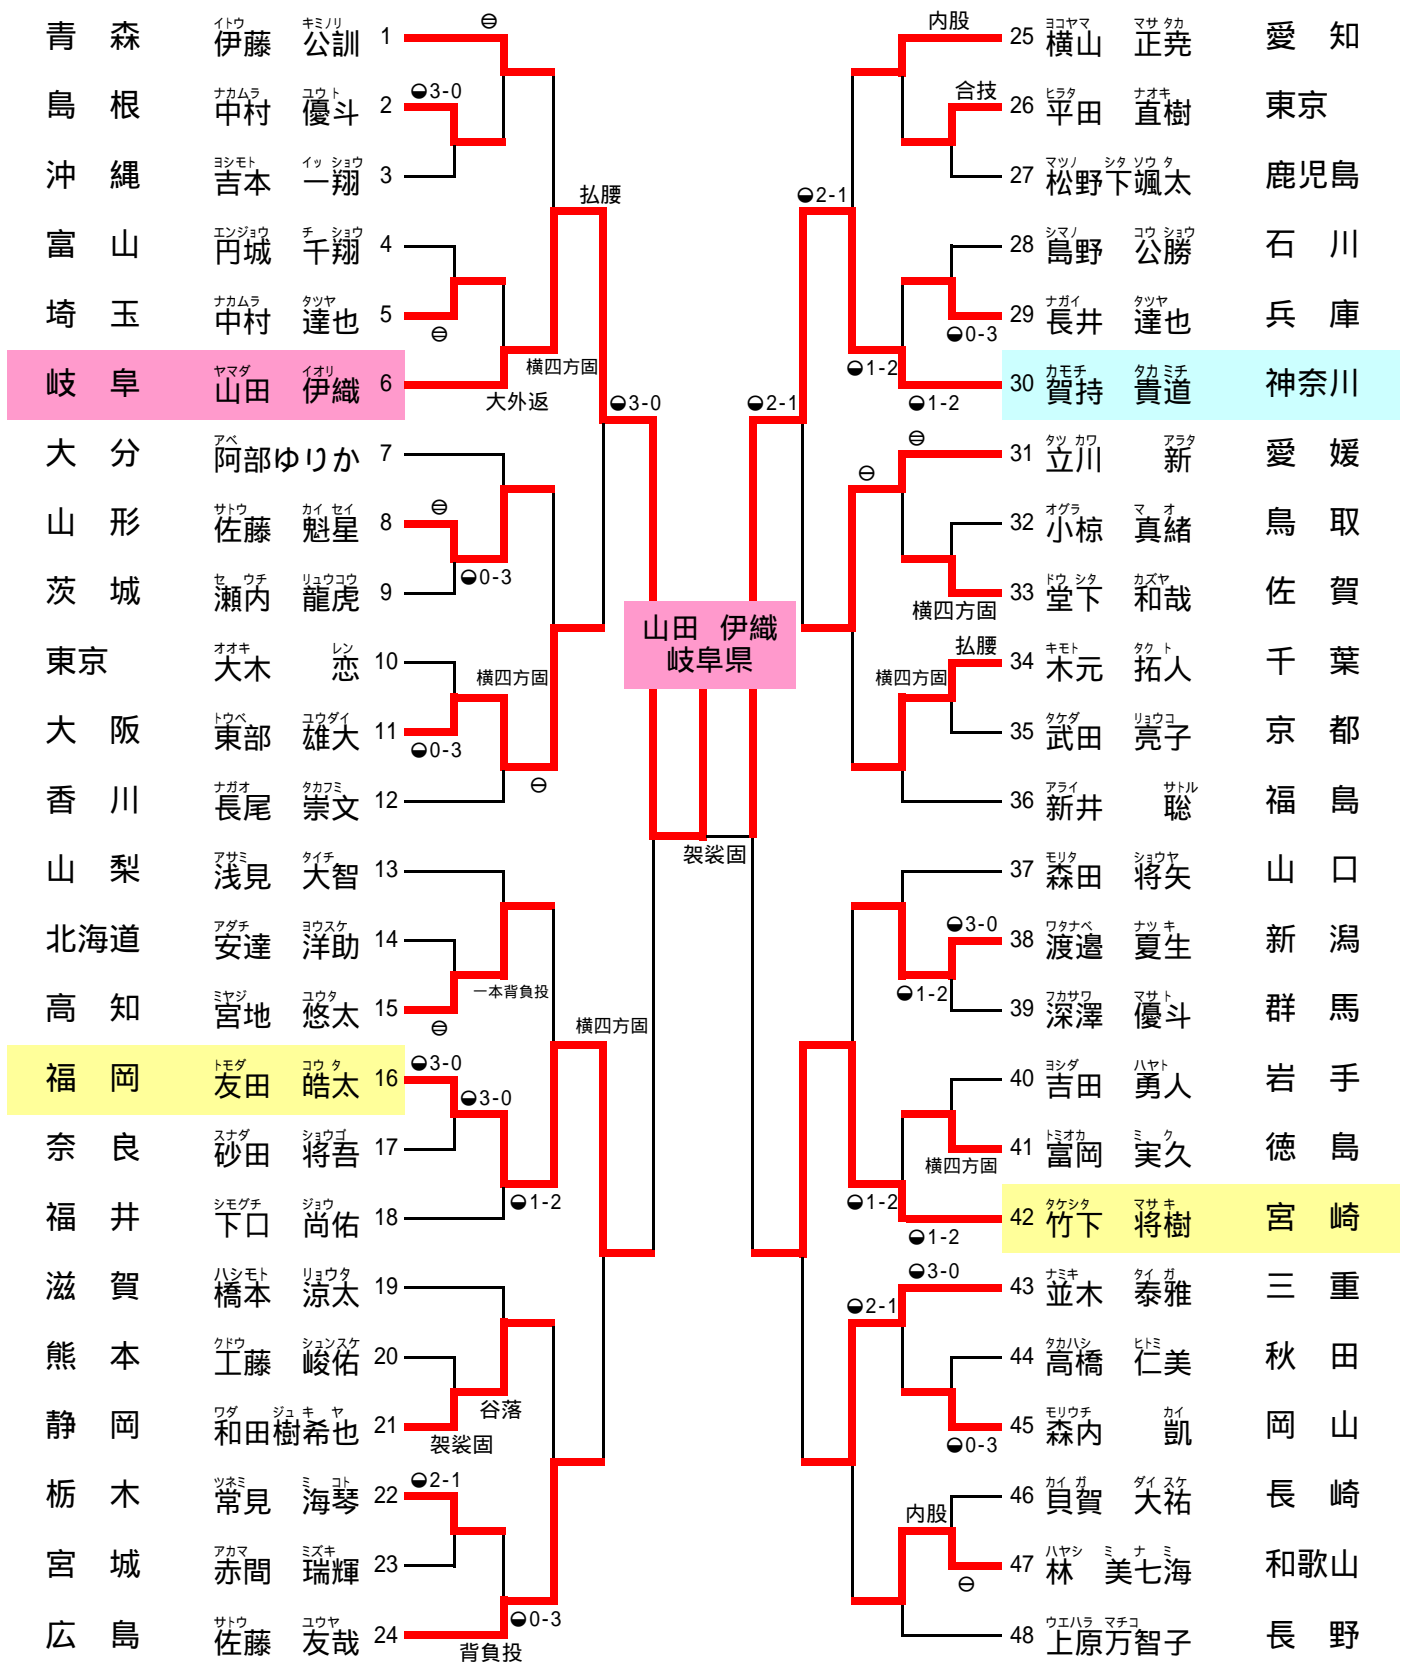 青森 伊藤 公訓 イトウ キミノリ 1 ⊖
島根 中村 優斗 ナカムラ ユウト 2 ◒3-0
沖縄 吉本 一翔 ヨシモト イッショウ 3
払腰
富山 円城 千翔 エンジョウ チショウ 4
埼玉 中村 達也 ナカムラ タツヤ 5 ⊖
横四方固
岐阜 山田 伊織 ヤマダ イオリ 6 大外返
◒3-0
大分 阿部ゆりか アベ 7
山形 佐藤 魁星 サトウ カイセイ 8 ⊖
茨城 瀬内 龍虎 セウチ リュウコウ 9 ◒0-3
東京 大木 恋 オオキ レン 10 横四方固
大阪 東部 雄大 トウベ ユウダイ 11 ◒0-3
⊖
香川 長尾 崇文 ナガオ タカフミ 12
山梨 浅見 大智 アサミ タイチ 13
北海道 安達 洋助 アダチ ヨウスケ 14
一本背負投
高知 宮地 悠太 ミヤジ ユウタ 15 ⊖
横四方固
福岡 友田 皓太 トモダ コウタ 16 ◒3-0
◒3-0
奈良 砂田 将吾 スナダ ショウゴ 17
福井 下口 尚佑 シモグチ ジョウ 18 ◒1-2
滋賀 橋本 涼太 ハシモト リョウタ 19
熊本 工藤 峻佑 クドウ シュンスケ 20
谷落
静岡 和田樹希也 ワダ ジュキヤ 21 袈裟固
栃木 常見 海琴 ツネミ ミコト 22 ◒2-1
宮城 赤間 瑞輝 アカマ ミズキ 23
◒0-3
広島 佐藤 友哉 サトウ ユウヤ 24 背負投
山田 伊織
岐阜県
袈裟固
内股 25 横山 正尭 ヨコヤマ マサタカ 愛知
合技 26 平田 直樹 ヒラタ ナオキ 東京
27 松野下颯太 マツノシタ ソウタ 鹿児島
◒2-1
28 島野 公勝 シマノ コウショウ 石川
29 長井 達也 ナガイ タツヤ 兵庫
◒0-3
◒1-2
30 賀持 貴道 カモチ タカミチ 神奈川
◒1-2
◒2-1
⊖ 31 立川 新 タツカワ アラタ 愛媛
⊖
32 小椋 真緒 オグラ マオ 鳥取
33 堂下 和哉 ドウシタ カズヤ 佐賀
横四方固
払腰 34 木元 拓人 キモト タクト 千葉
横四方固
35 武田 亮子 タケダ リョウコ 京都
36 新井 聡 アライ サトル 福島
37 森田 将矢 モリタ ショウヤ 山口
◒3-0 38 渡邉 夏生 ワタナベ ナツキ 新潟
◒1-2
39 深澤 優斗 フカサワ マサト 群馬
40 吉田 勇人 ヨシダ ハヤト 岩手
41 富岡 実久 トミオカ ミク 徳島
横四方固
◒1-2
42 竹下 将樹 タケシタ マサキ 宮崎
◒1-2
◒3-0 43 並木 泰雅 ナミキ タイガ 三重
◒2-1
44 高橋 仁美 タカハシ ヒトミ 秋田
45 森内 凱 モリウチ カイ 岡山
◒0-3
46 貝賀 大祐 カイガ ダイスケ 長崎
内股
47 林 美七海 ハヤシ ミナミ 和歌山
⊖
48 上原万智子 ウエハラ マチコ 長野